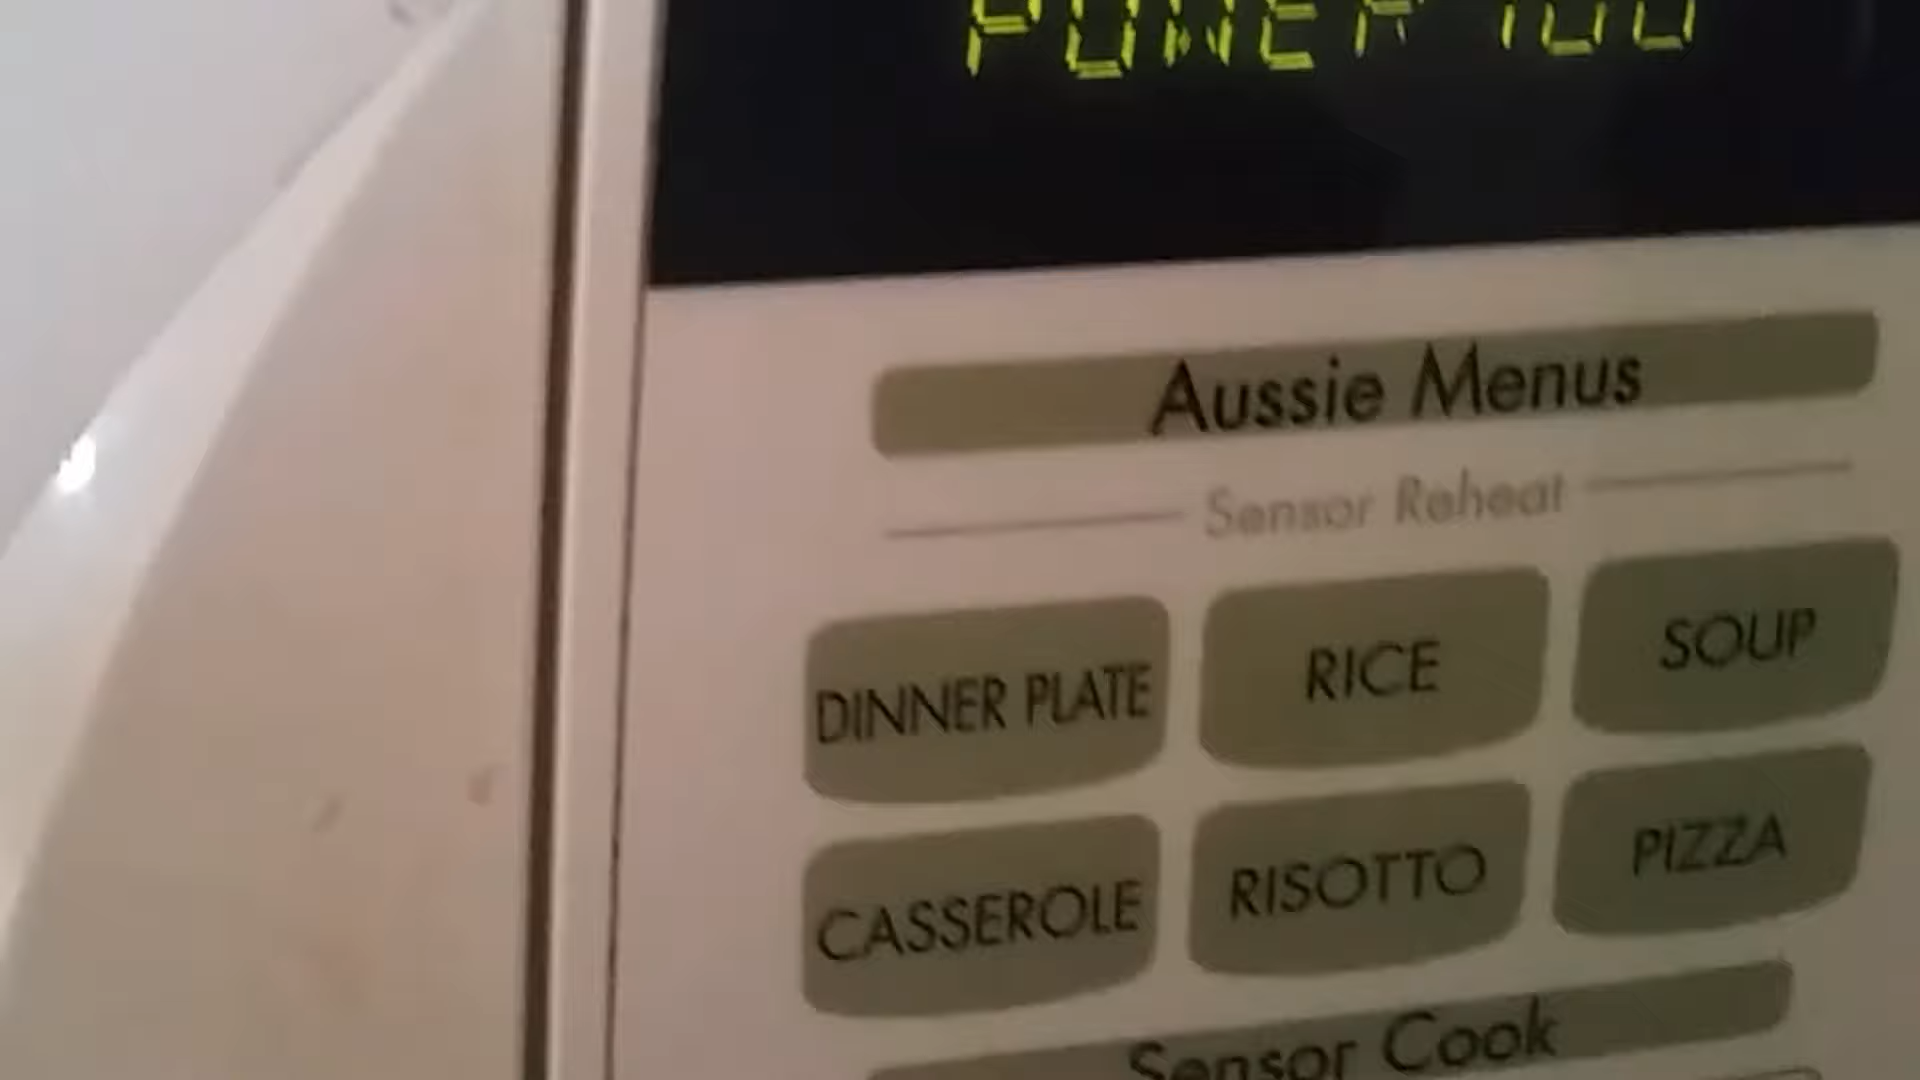 POWER 100
Aussie Menus
Sensor Reheat
DINNER PLATE RICE SOUP
CASSEROLE RISOTTO PIZZA
Sensor Cook